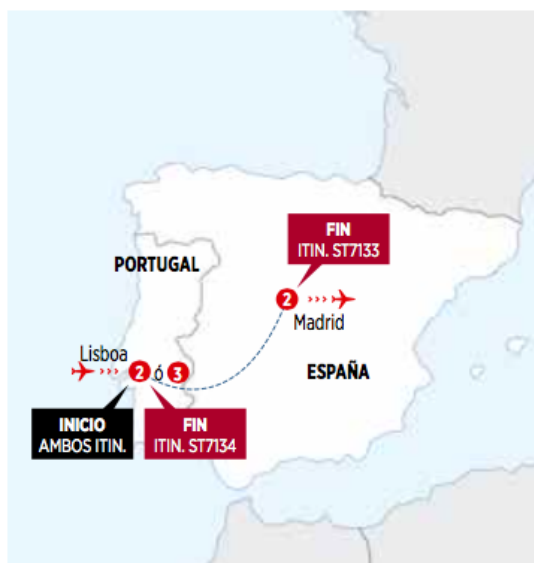 FIN
ITIN. ST7133
PORTUGAL
2
Madrid
Lisboa
2 ó 3
ESPAÑA
INICIO
AMBOS ITIN.
FIN
ITIN. ST7134